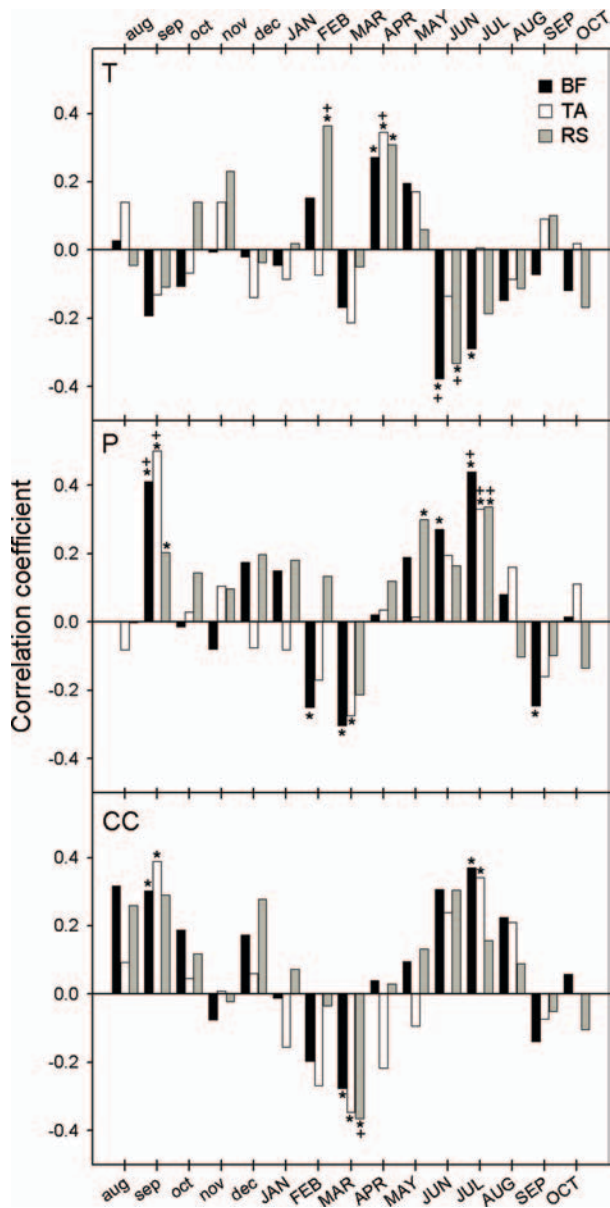 aug sep oct nov dec JAN FEB MAR APR MAY JUN JUL AUG SEP OCT
T
BF
TA
RS
0.4
0.2
0.0
-0.2
-0.4
+ * * + * * * + * + *
P
0.4
0.2
0.0
-0.2
-0.4
+ * + * * * * * * * + * + * + * *
Correlation coefficient
CC
0.4
0.2
0.0
-0.2
-0.4
* * * * * + * *
aug sep oct nov dec JAN FEB MAR APR MAY JUN JUL AUG SEP OCT